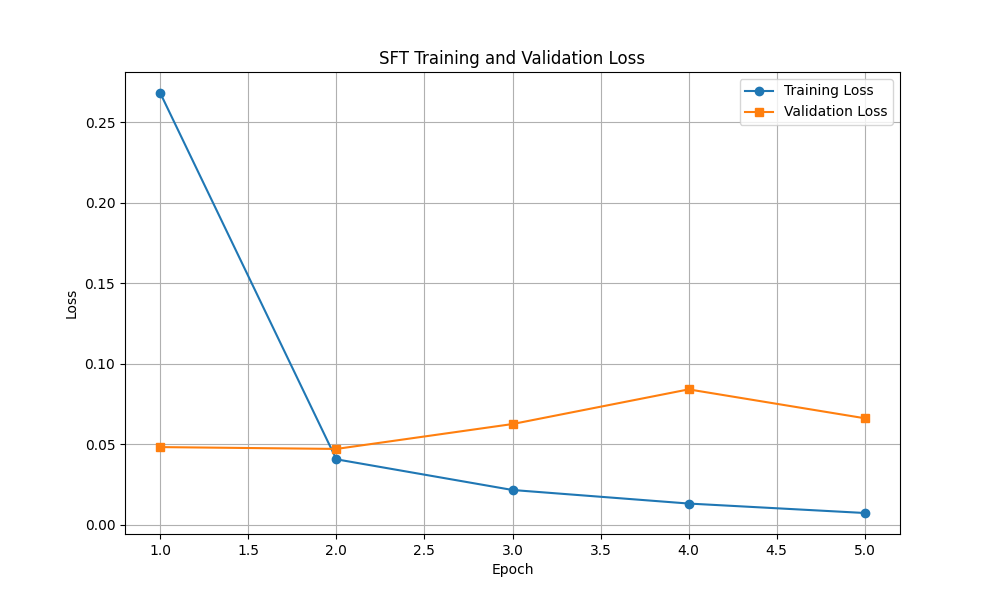 SFT Training and Validation Loss
Training Loss
Validation Loss
0.25
0.20
0.15
0.10
0.05
0.00
Loss
1.0 1.5 2.0 2.5 3.0 3.5 4.0 4.5 5.0
Epoch